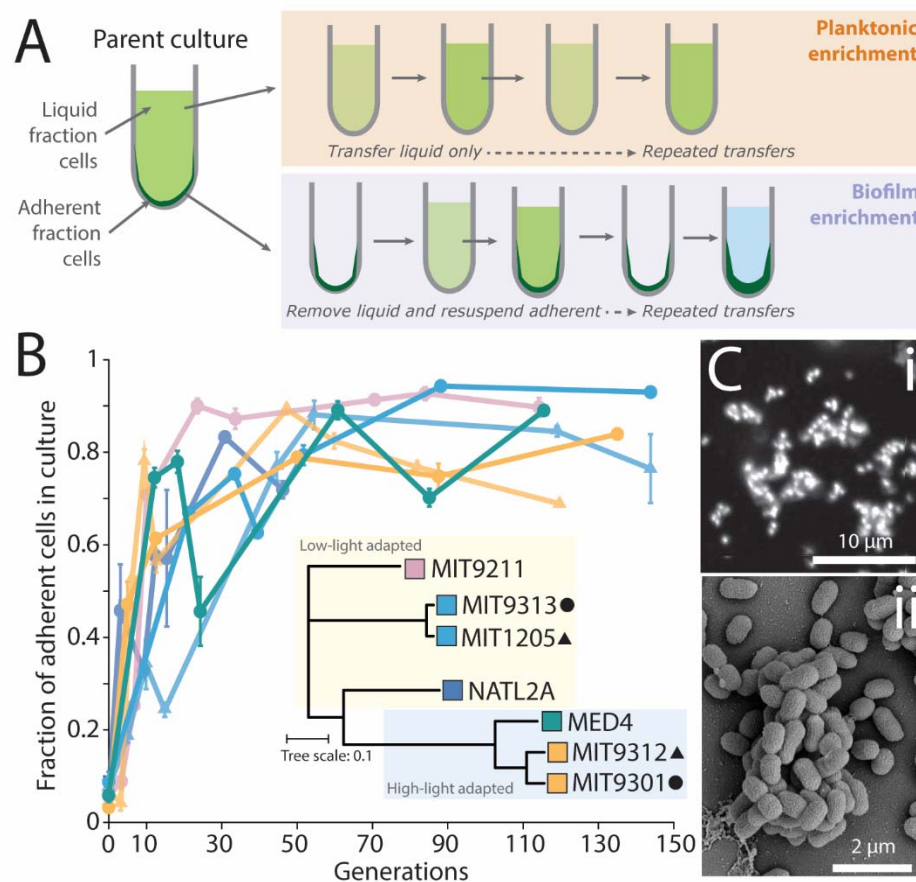 A
Parent culture
Liquid
fraction
cells
Adherent
fraction
cells
Planktonic
enrichment
Transfer liquid only
Repeated transfers
Biofilm
enrichment
Remove liquid and resuspend adherent
Repeated transfers
B
Fraction of adherent cells in culture
1
0.8
0.6
0.4
0.2
0
0 10 30 50 70 90 110 130 150
Generations
Low-light adapted
MIT9211
MIT9313
MIT1205
NATL2A
MED4
MIT9312
MIT9301
Tree scale: 0.1
High-light adapted
C
i
10 μm
ii
2 μm